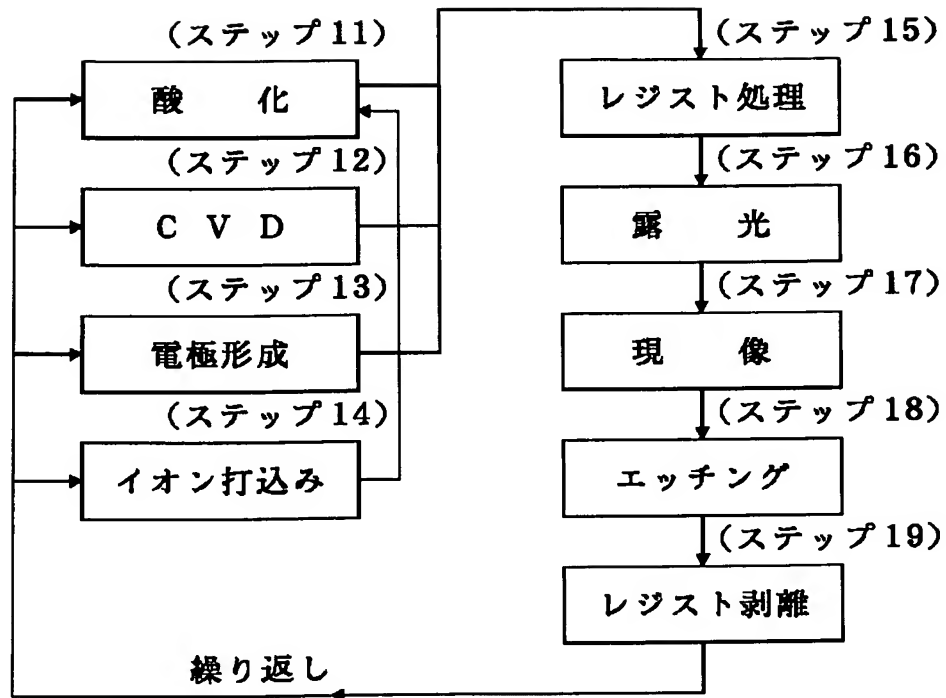 (ステップ11)
酸化
(ステップ12)
CVD
(ステップ13)
電極形成
(ステップ14)
イオン打込み
(ステップ15)
レジスト処理
(ステップ16)
露光
(ステップ17)
現像
(ステップ18)
エッチング
(ステップ19)
レジスト剥離
繰り返し